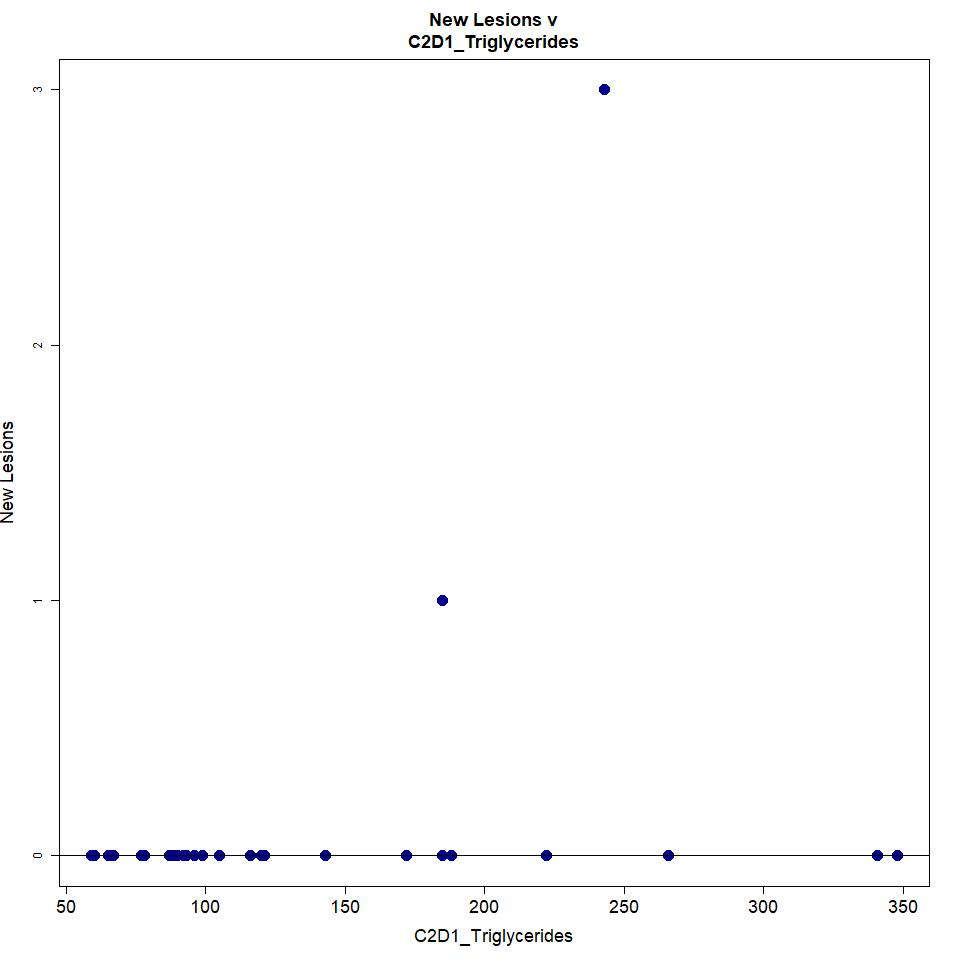 New Lesions v
C2D1_Triglycerides
3
2
1
0
New Lesions
50 100 150 200 250 300 350
C2D1_Triglycerides